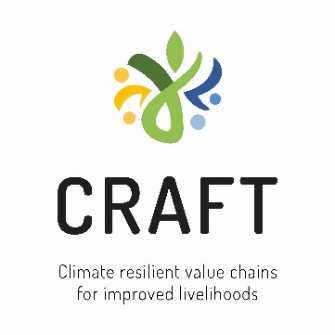 CRAFT
Climate resilient value chains
for improved livelihoods